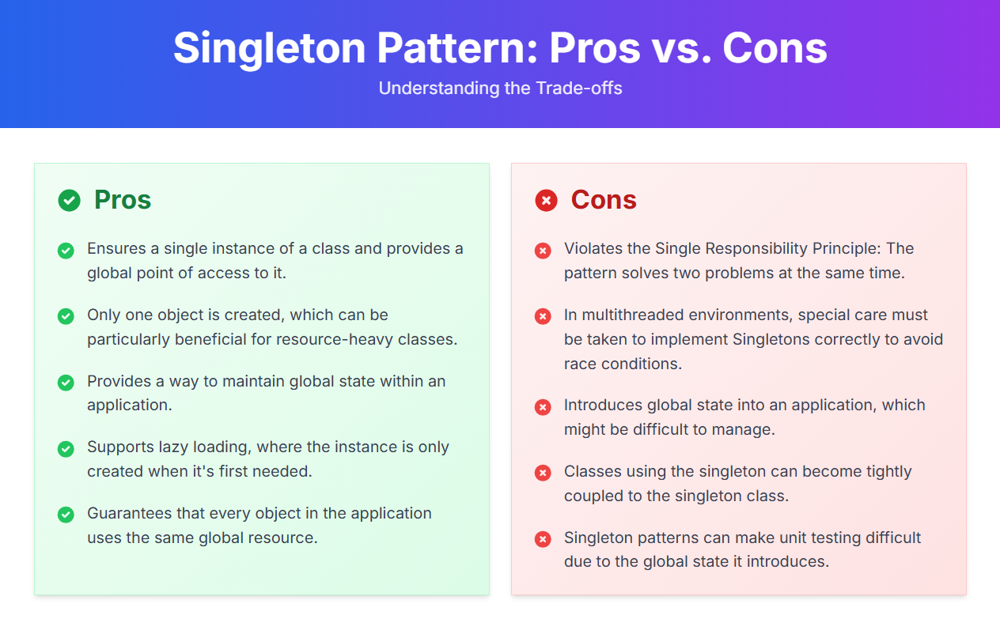 Singleton Pattern: Pros vs. Cons
Understanding the Trade-offs
Pros
Ensures a single instance of a class and provides a
global point of access to it.
Only one object is created, which can be
particularly beneficial for resource-heavy classes.
Provides a way to maintain global state within an
application.
Supports lazy loading, where the instance is only
created when it's first needed.
Guarantees that every object in the application
uses the same global resource.
Cons
Violates the Single Responsibility Principle: The
pattern solves two problems at the same time.
In multithreaded environments, special care must
be taken to implement Singletons correctly to avoid
race conditions.
Introduces global state into an application, which
might be difficult to manage.
Classes using the singleton can become tightly
coupled to the singleton class.
Singleton patterns can make unit testing difficult
due to the global state it introduces.